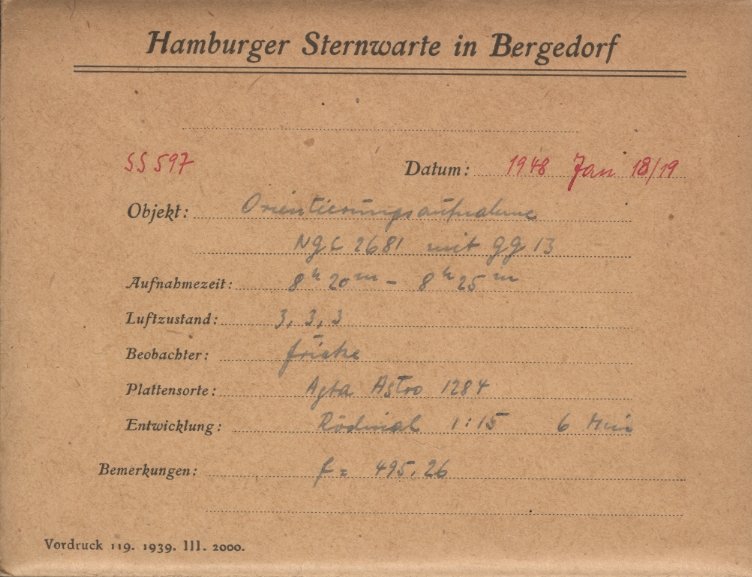 Hamburger Sternwarte in Bergedorf
SS 597 Datum: 1948 Jan 18/19
Objekt: Orientierungsaufnahme
NGC 2681 mit GG 13
Aufnahmezeit: 8h 20m – 8h 25m
Luftzustand: 3, 3, 3
Beobachter: Fricke
Plattensorte: Agfa Astro 1284
Entwicklung: Rodinal 1:15 6 Min
Bemerkungen: f = 495.26
Vordruck 119. 1939. III. 2000.